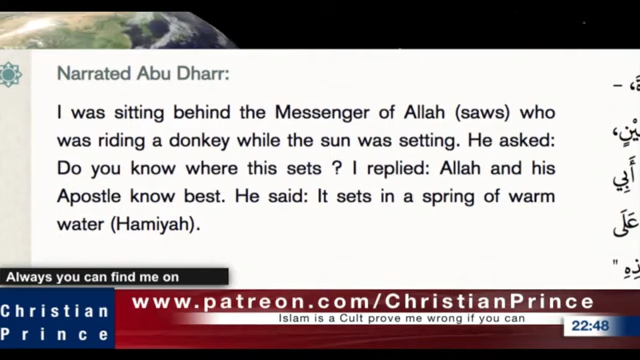 Narrated Abu Dharr:
I was sitting behind the Messenger of Allah (saws) who
was riding a donkey while the sun was setting. He asked:
Do you know where this sets ? I replied: Allah and his
Apostle know best. He said: It sets in a spring of warm
water (Hamiyah).
أَبِي
عَلَى
Always you can find me on
Christian
Prince
www.patreon.com/ChristianPrince
Islam is a Cult prove me wrong if you can
22:48